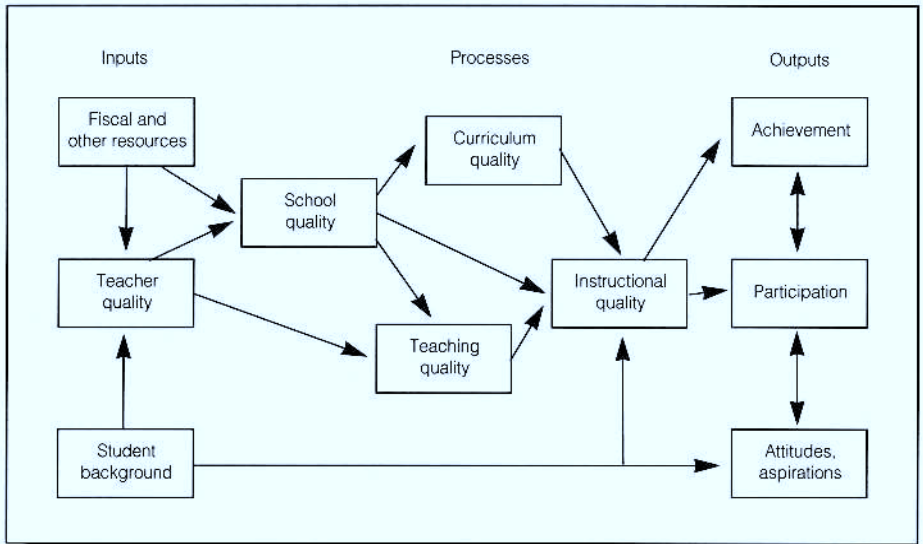 Inputs
Processes
Outputs
Fiscal and
other resources
Curriculum
quality
Achievement
School
quality
Teacher
quality
Instructional
quality
Participation
Teaching
quality
Student
background
Attitudes,
aspirations